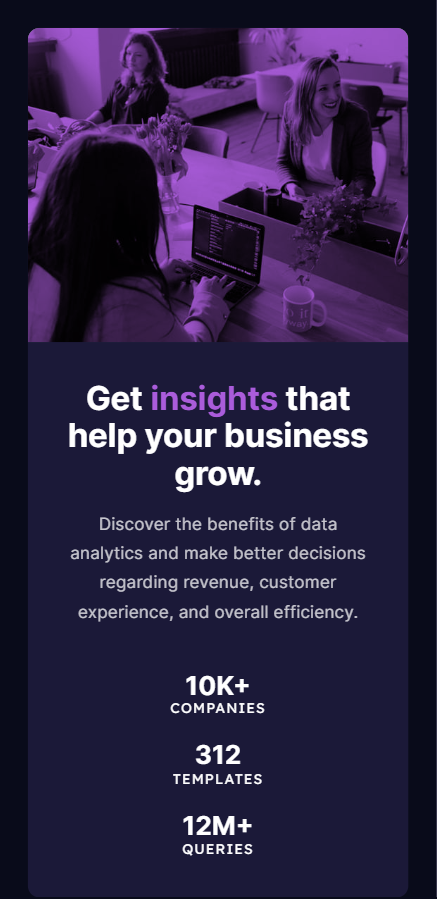 Get insights that
help your business
grow.
Discover the benefits of data
analytics and make better decisions
regarding revenue, customer
experience, and overall efficiency.
10K+
COMPANIES
312
TEMPLATES
12M+
QUERIES